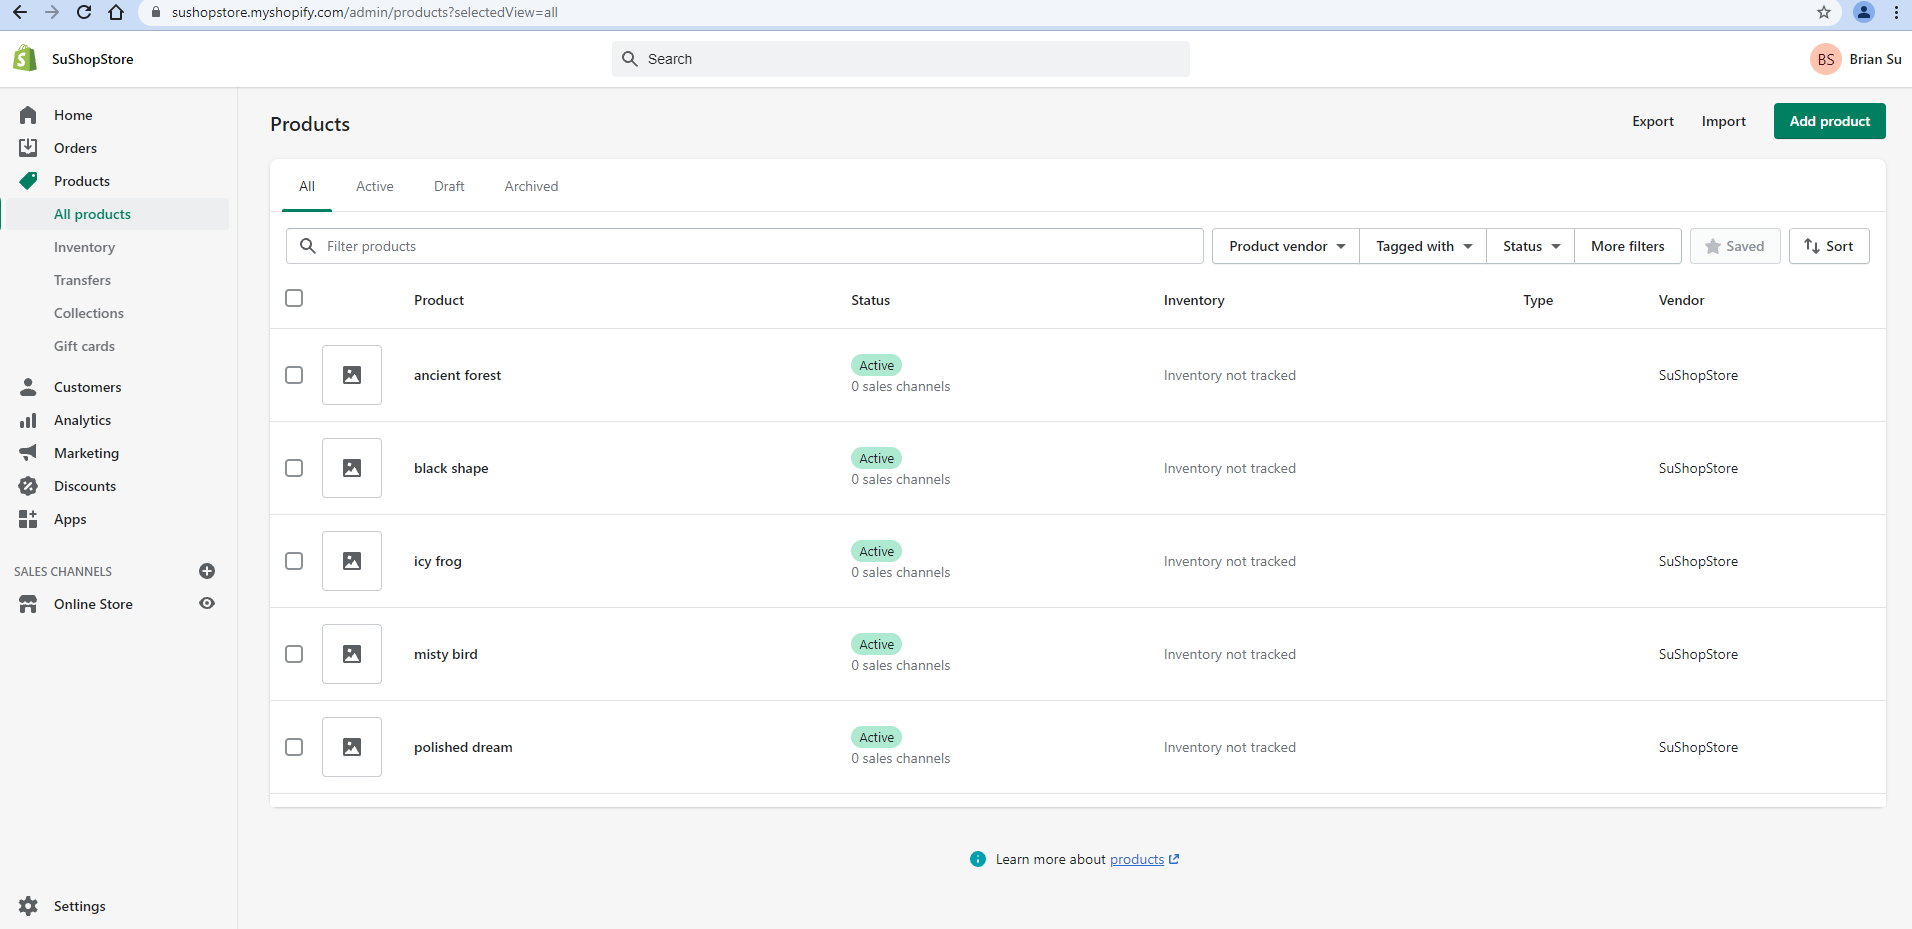 sushopstore.myshopify.com/admin/products?selectedView=all
SuShopStore
Search
BS Brian Su
Home
Orders
Products
All products
Inventory
Transfers
Collections
Gift cards
Customers
Analytics
Marketing
Discounts
Apps
SALES CHANNELS
Online Store
Settings
Products
Export Import Add product
All Active Draft Archived
Filter products Product vendor Tagged with Status More filters Saved Sort
Product Status Inventory Type Vendor
ancient forest Active Inventory not tracked SuShopStore
0 sales channels
black shape Active Inventory not tracked SuShopStore
0 sales channels
icy frog Active Inventory not tracked SuShopStore
0 sales channels
misty bird Active Inventory not tracked SuShopStore
0 sales channels
polished dream Active Inventory not tracked SuShopStore
0 sales channels
Learn more about products